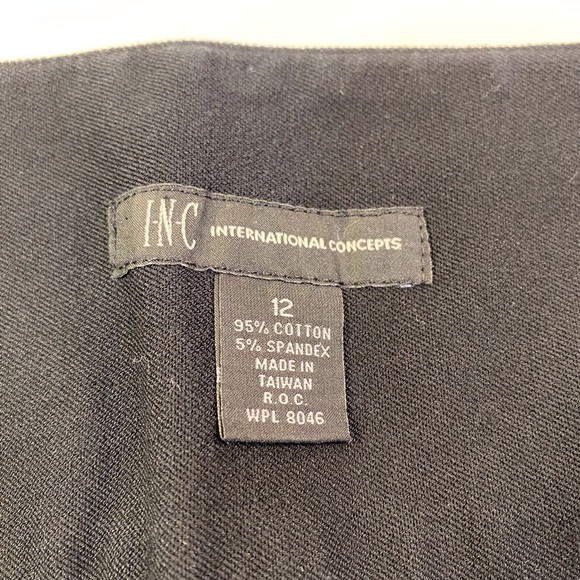 I·N·C INTERNATIONAL CONCEPTS
12
95% COTTON
5% SPANDEX
MADE IN
TAIWAN
R.O.C.
WPL 8046